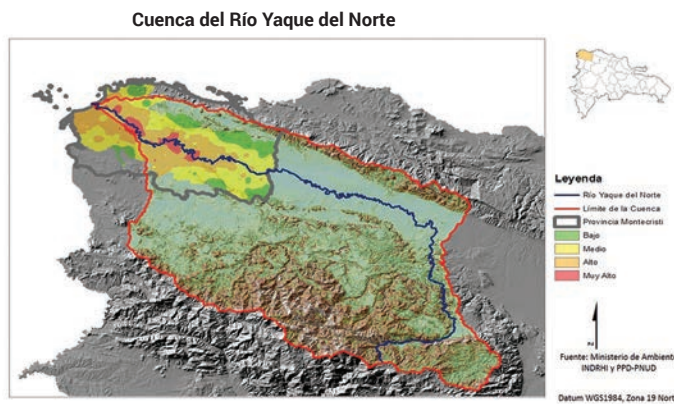 Cuenca del Río Yaque del Norte
Leyenda
Río Yaque del Norte
Límite de la Cuenca
Provincia Montecristi
Bajo
Medio
Alto
Muy Alto
N
Fuente: Ministerio de Ambiente
INDRHI y PPD-PNUD
Datum WGS1984, Zona 19 Nort